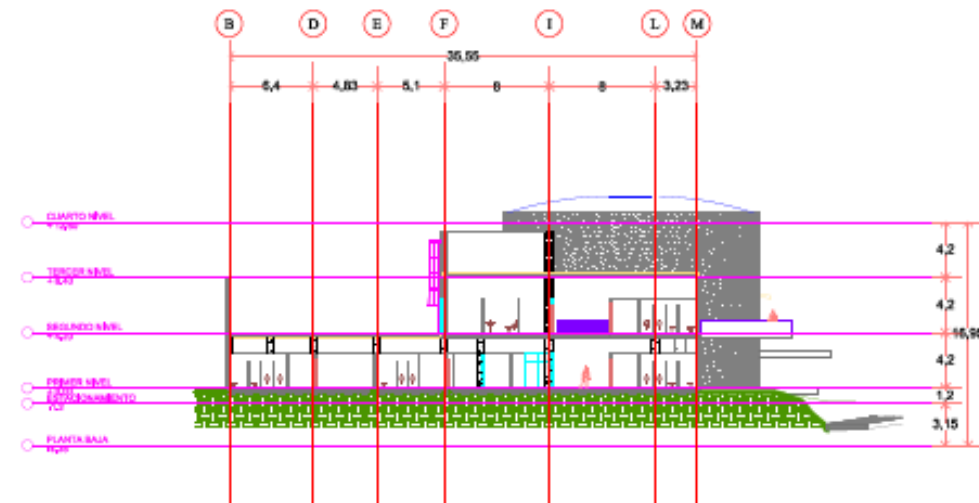 B D E F I L M
35,55
6,4 4,83 5,1 8 8 3,23
CUARTO NIVEL
4,2
TERCER NIVEL
4,2
SEGUNDO NIVEL
4,2
PRIMER NIVEL
ESTACIONAMIENTO
1,2
3,15
PLANTA BAJA